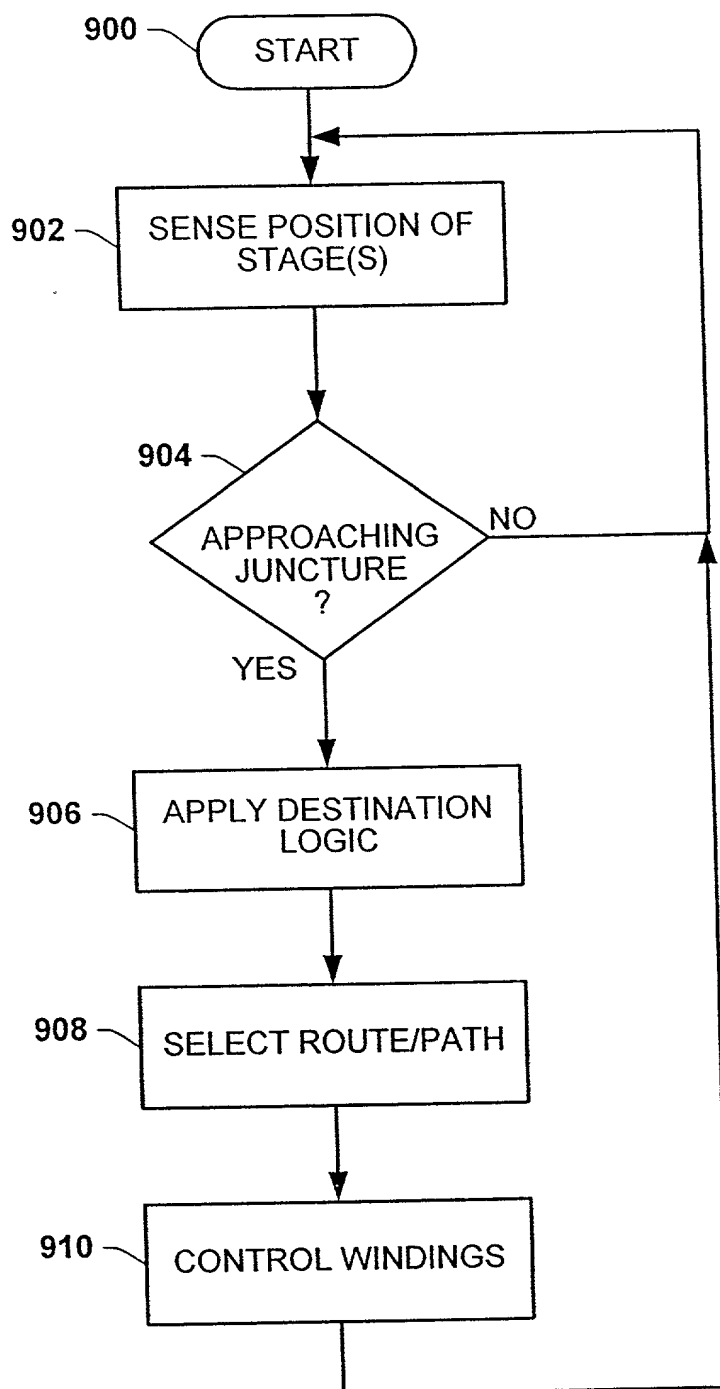 900
START
902
SENSE POSITION OF
STAGE(S)
904
APPROACHING
JUNCTURE
?
NO
YES
906
APPLY DESTINATION
LOGIC
908
SELECT ROUTE/PATH
910
CONTROL WINDINGS